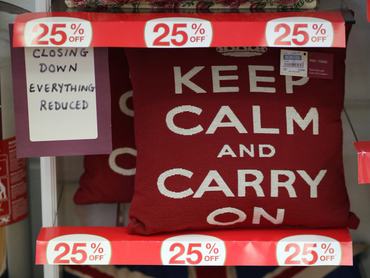 25% OFF 25% OFF 25% OFF
CLOSING
DOWN
EVERYTHING
REDUCED
KEEP
CALM
AND
CARRY
ON
CO
25% OFF 25% OFF 25% OFF